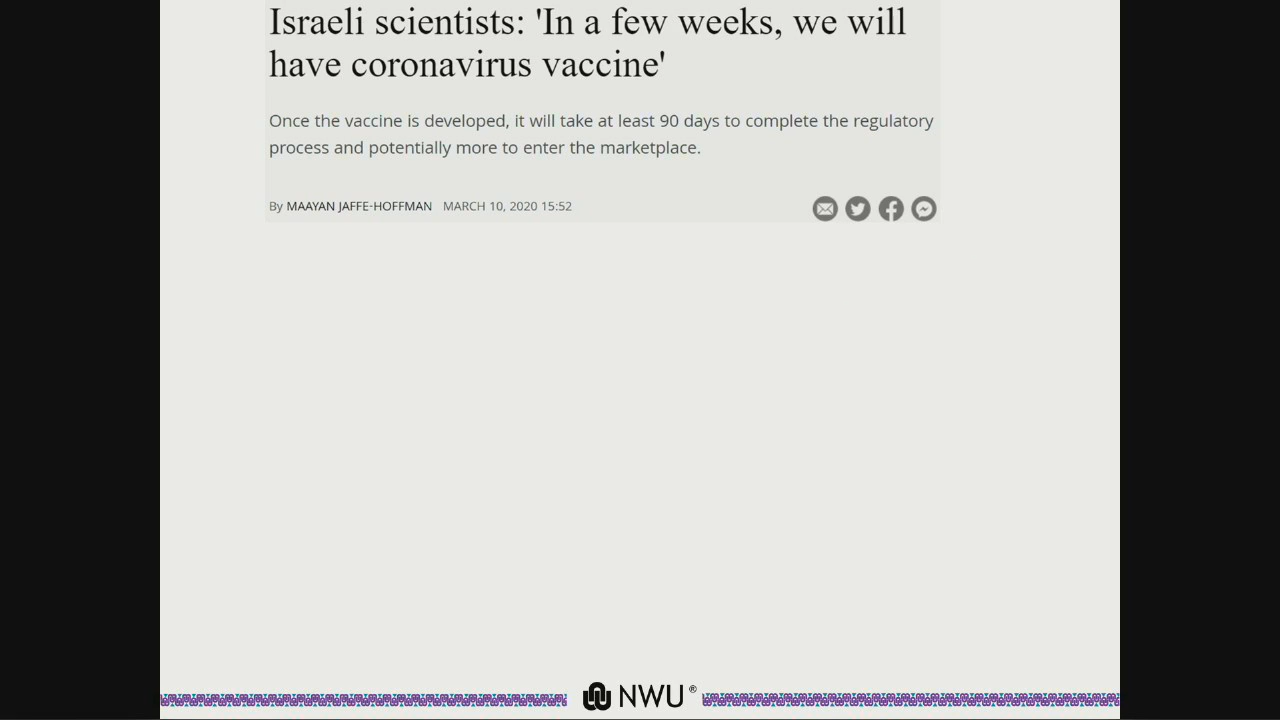 Israeli scientists: 'In a few weeks, we will
have coronavirus vaccine'
Once the vaccine is developed, it will take at least 90 days to complete the regulatory
process and potentially more to enter the marketplace.
By MAAYAN JAFFE-HOFFMAN MARCH 10, 2020 15:52
NWU®